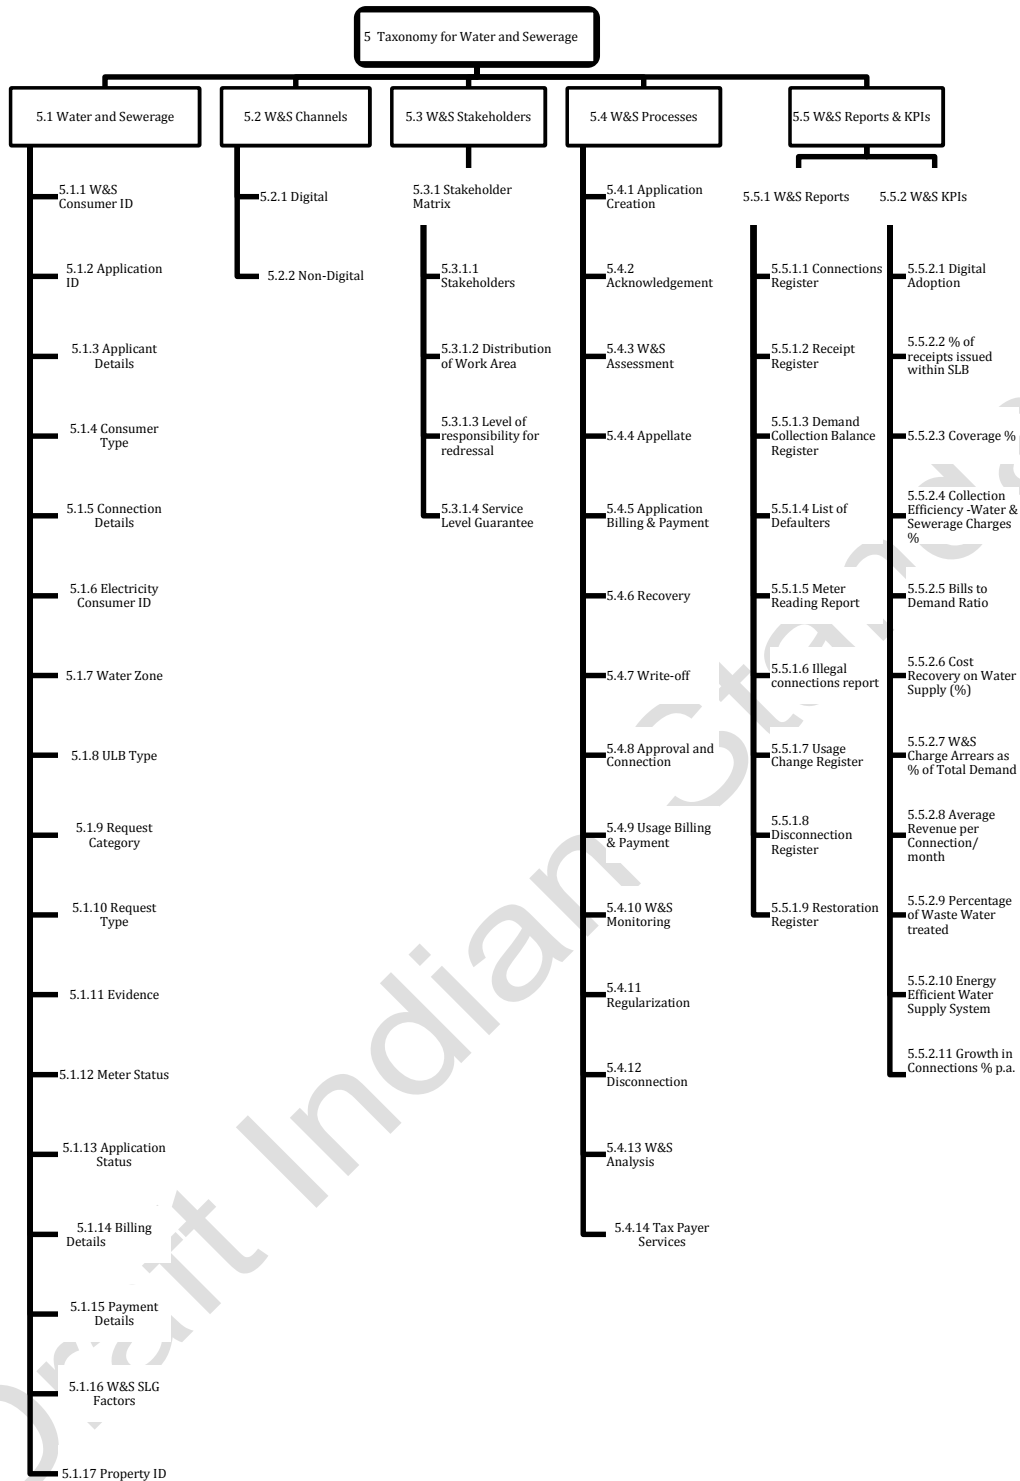 5 Taxonomy for Water and Sewerage
5.1 Water and Sewerage
5.2 W&S Channels
5.3 W&S Stakeholders
5.4 W&S Processes
5.5 W&S Reports & KPIs
5.1.1 W&S
Consumer ID
5.1.2 Application
ID
5.1.3 Applicant
Details
5.1.4 Consumer
Type
5.1.5 Connection
Details
5.1.6 Electricity
Consumer ID
5.1.7 Water Zone
5.1.8 ULB Type
5.1.9 Request
Category
5.1.10 Request
Type
5.1.11 Evidence
5.1.12 Meter Status
5.1.13 Application
Status
5.1.14 Billing
Details
5.1.15 Payment
Details
5.1.16 W&S SLG
Factors
5.1.17 Property ID
5.2.1 Digital
5.2.2 Non-Digital
5.3.1 Stakeholder
Matrix
5.3.1.1
Stakeholders
5.3.1.2 Distribution
of Work Area
5.3.1.3 Level of
responsibility for
redressal
5.3.1.4 Service
Level Guarantee
5.4.1 Application
Creation
5.4.2
Acknowledgement
5.4.3 W&S
Assessment
5.4.4 Appellate
5.4.5 Application
Billing & Payment
5.4.6 Recovery
5.4.7 Write-off
5.4.8 Approval and
Connection
5.4.9 Usage Billing
& Payment
5.4.10 W&S
Monitoring
5.4.11
Regularization
5.4.12
Disconnection
5.4.13 W&S
Analysis
5.4.14 Tax Payer
Services
5.5.1 W&S Reports
5.5.1.1 Connections
Register
5.5.1.2 Receipt
Register
5.5.1.3 Demand
Collection Balance
Register
5.5.1.4 List of
Defaulters
5.5.1.5 Meter
Reading Report
5.5.1.6 Illegal
connections report
5.5.1.7 Usage
Change Register
5.5.1.8
Disconnection
Register
5.5.1.9 Restoration
Register
5.5.2 W&S KPIs
5.5.2.1 Digital
Adoption
5.5.2.2 % of
receipts issued
within SLB
5.5.2.3 Coverage %
5.5.2.4 Collection
Efficiency -Water &
Sewerage Charges
%
5.5.2.5 Bills to
Demand Ratio
5.5.2.6 Cost
Recovery on Water
Supply (%)
5.5.2.7 W&S
Charge Arrears as
% of Total Demand
5.5.2.8 Average
Revenue per
Connection/
month
5.5.2.9 Percentage
of Waste Water
treated
5.5.2.10 Energy
Efficient Water
Supply System
5.5.2.11 Growth in
Connections % p.a.
Draft Indian